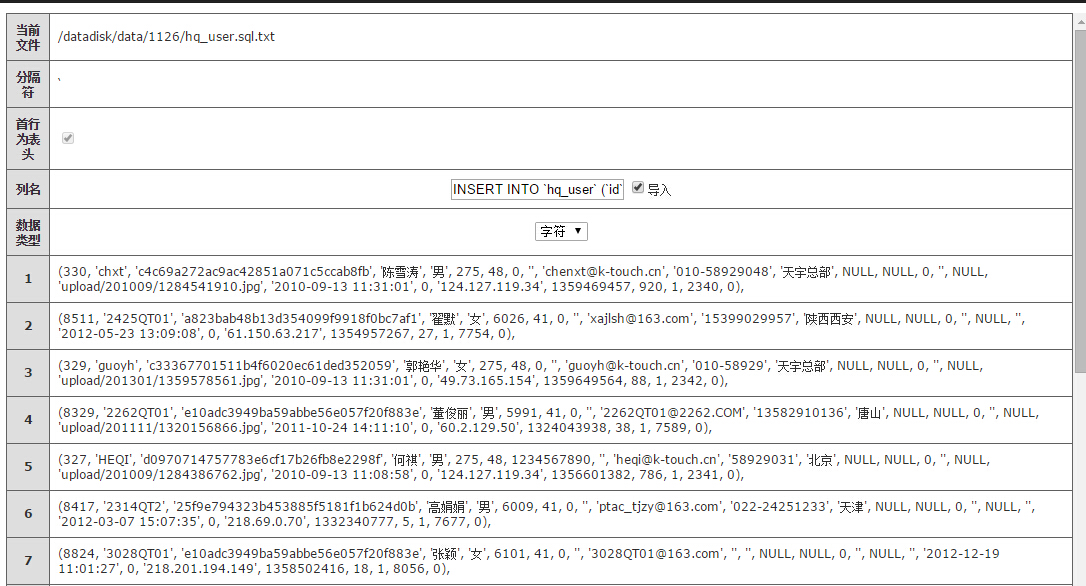 当前文件 /datadisk/data/1126/hq_user.sql.txt
分隔符 `
首行为表头
列名 INSERT INTO `hq_user` (`id` 导入
数据类型 字符
1 (330, 'chxt', 'c4c69a272ac9ac42851a071c5ccab8fb', '陈雪涛', '男', 275, 48, 0, '', 'chenxt@k-touch.cn', '010-58929048', '天宇总部', NULL, NULL, 0, '', NULL,
'upload/201009/1284541910.jpg', '2010-09-13 11:31:01', 0, '124.127.119.34', 1359469457, 920, 1, 2340, 0),
2 (8511, '2425QT01', 'a823bab48b13d354099f9918f0bc7af1', '翟默', '女', 6026, 41, 0, '', 'xajlsh@163.com', '15399029957', '陕西西安', NULL, NULL, 0, '', NULL, '',
'2012-05-23 13:09:08', 0, '61.150.63.217', 1354957267, 27, 1, 7754, 0),
3 (329, 'guoyh', 'c333677015111b4f6020ec61ded352059', '郭艳华', '女', 275, 48, 0, '', 'guoyh@k-touch.cn', '010-58929', '天宇总部', NULL, NULL, 0, '', NULL,
'upload/201301/1359578561.jpg', '2010-09-13 11:31:01', 0, '49.73.165.154', 1359649564, 88, 1, 2342, 0),
4 (8329, '2262QT01', 'e10adc3949ba59abbe56e057f20f883e', '董俊丽', '男', 5991, 41, 0, '', '2262QT01@2262.COM', '13582910136', '唐山', NULL, NULL, 0, '', NULL,
'upload/201111/1320156866.jpg', '2011-10-24 14:11:10', 0, '60.2.129.50', 1324043938, 38, 1, 7589, 0),
5 (327, 'HEQI', 'd0970714757783e6cf17b26fb8e2298f', '何祺', '男', 275, 48, 1234567890, '', 'heqi@k-touch.cn', '58929031', '北京', NULL, NULL, 0, '', NULL,
'upload/201009/1284386762.jpg', '2010-09-13 11:08:58', 0, '124.127.119.34', 1356601382, 786, 1, 2341, 0),
6 (8417, '2314QT2', '25f9e794323b453885f5181f1b624d0b', '高娟娟', '男', 6009, 41, 0, '', 'ptac_tjzy@163.com', '022-24251233', '天津', NULL, NULL, 0, '', NULL, '',
'2012-03-07 15:07:35', 0, '218.69.0.70', 1332340777, 5, 1, 7677, 0),
7 (8824, '3028QT01', 'e10adc3949ba59abbe56e057f20f883e', '张颖', '女', 6101, 41, 0, '', '3028QT01@163.com', '', '', NULL, NULL, 0, '', NULL, '', '2012-12-19
11:01:27', 0, '218.201.194.149', 1358502416, 18, 1, 8056, 0),